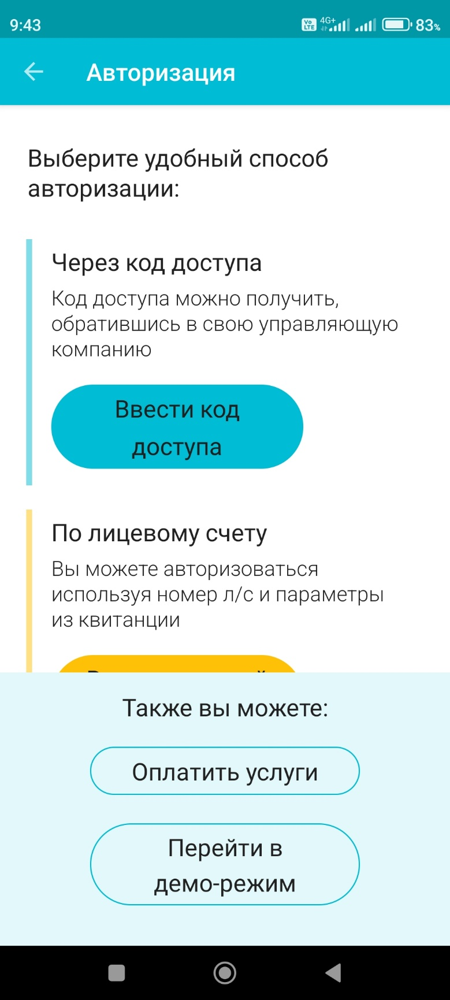 9:43
Vo LTE 4G+ 83%
Авторизация
Выберите удобный способ
авторизации:
Через код доступа
Код доступа можно получить,
обратившись в свою управляющую
компанию
Ввести код
доступа
По лицевому счету
Вы можете авторизоваться
используя номер л/с и параметры
из квитанции
Также вы можете:
Оплатить услуги
Перейти в
демо-режим